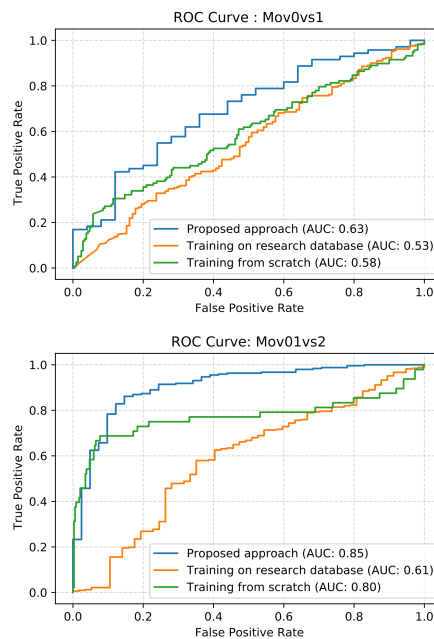 ROC Curve : Mov0vs1
1.0
0.8
0.6
0.4
0.2
0.0
True Positive Rate
Proposed approach (AUC: 0.63)
Training on research database (AUC: 0.53)
Training from scratch (AUC: 0.58)
0.0 0.2 0.4 0.6 0.8 1.0
False Positive Rate
ROC Curve: Mov01vs2
1.0
0.8
0.6
0.4
0.2
0.0
True Positive Rate
Proposed approach (AUC: 0.85)
Training on research database (AUC: 0.61)
Training from scratch (AUC: 0.80)
0.0 0.2 0.4 0.6 0.8 1.0
False Positive Rate